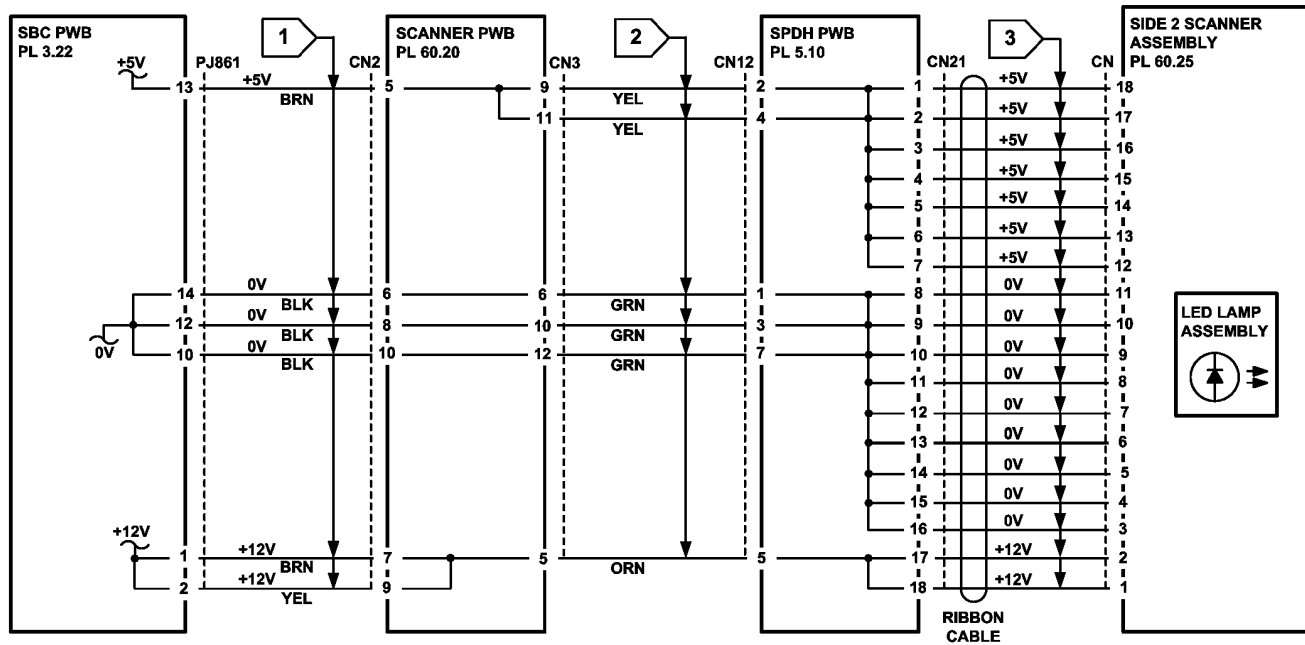 SBC PWB
PL 3.22
1
SCANNER PWB
PL 60.20
2
SPDH PWB
PL 5.10
3
SIDE 2 SCANNER
ASSEMBLY
PL 60.25
+5V PJ861 CN2 CN3 CN12 CN21 CN
13 +5V 5 9 2 1 +5V 18
BRN YEL
11 4 2 +5V 17
YEL
3 +5V 16
4 +5V 15
5 +5V 14
6 +5V 13
7 +5V 12
14 0V 6 6 1 8 0V 11
BLK GRN
12 0V 8 10 3 9 0V 10
BLK GRN
0V
10 0V 10 12 7 10 0V 9
BLK GRN
LED LAMP
ASSEMBLY
11 0V 8
12 0V 7
13 0V 6
14 0V 5
15 0V 4
16 0V 3
+12V
1 +12V 7 5 5 17 +12V 2
BRN ORN
2 +12V 9 18 +12V 1
YEL
RIBBON
CABLE